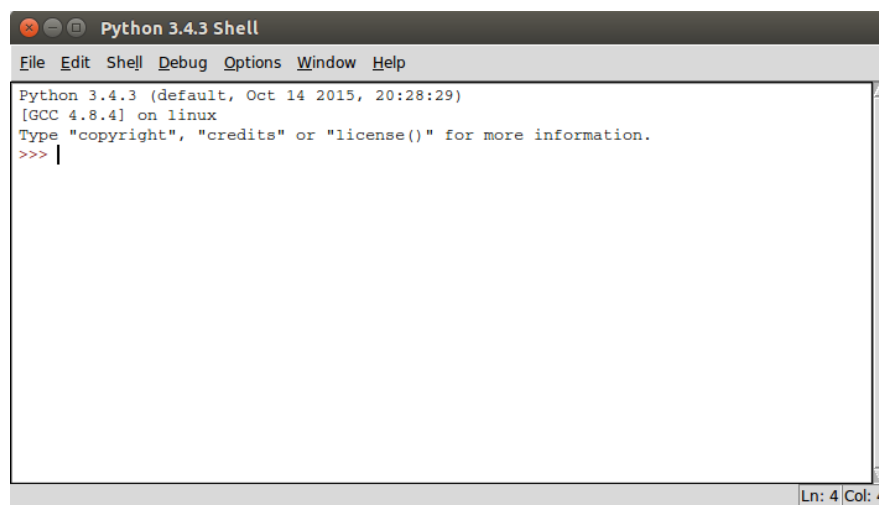 Python 3.4.3 Shell
File Edit Shell Debug Options Window Help
Python 3.4.3 (default, Oct 14 2015, 20:28:29)
[GCC 4.8.4] on linux
Type "copyright", "credits" or "license()" for more information.
>>>
Ln: 4 Col: